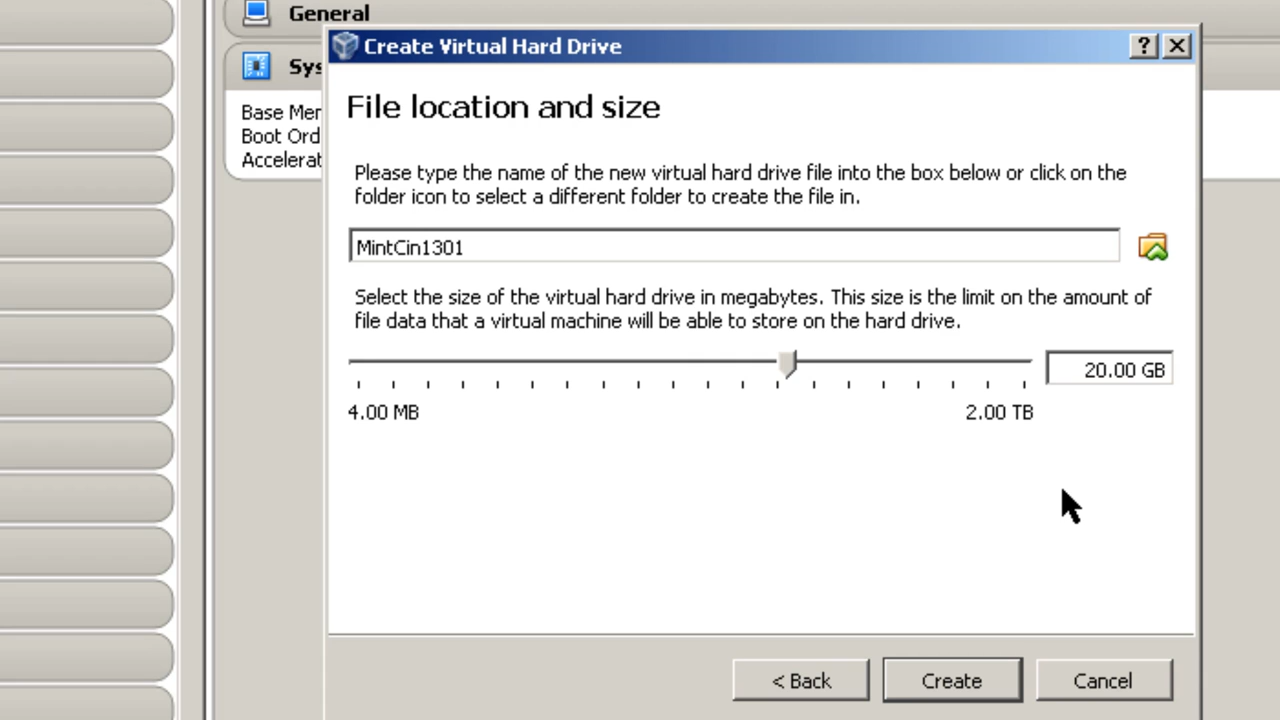 General
Create Virtual Hard Drive
Sys
Base Mer
Boot Ord
Accelerat
File location and size
Please type the name of the new virtual hard drive file into the box below or click on the
folder icon to select a different folder to create the file in.
MintCin1301
Select the size of the virtual hard drive in megabytes. This size is the limit on the amount of
file data that a virtual machine will be able to store on the hard drive.
20.00 GB
4.00 MB
2.00 TB
< Back
Create
Cancel